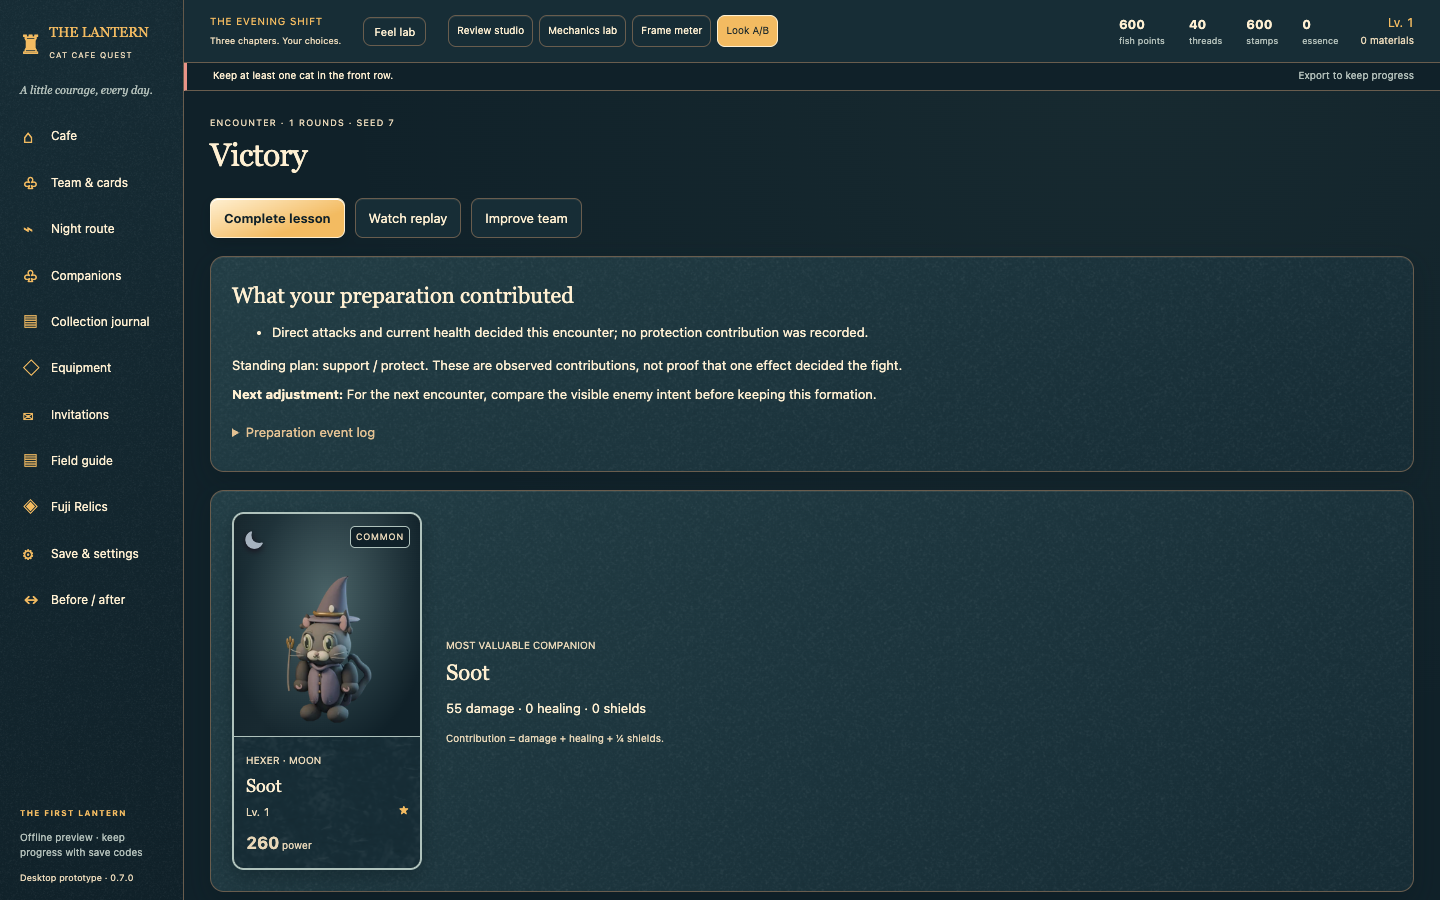 THE LANTERN
CAT CAFE QUEST
A little courage, every day.
Cafe
Team & cards
Night route
Companions
Collection journal
Equipment
Invitations
Field guide
Fuji Relics
Save & settings
Before / after
THE FIRST LANTERN
Offline preview · keep
progress with save codes
Desktop prototype · 0.7.0
THE EVENING SHIFT
Three chapters. Your choices.
Feel lab
Review studio
Mechanics lab
Frame meter
Look A/B
600
fish points
40
threads
600
stamps
0
essence
Lv. 1
0 materials
Keep at least one cat in the front row.
Export to keep progress
ENCOUNTER · 1 ROUNDS · SEED 7
Victory
Complete lesson
Watch replay
Improve team
What your preparation contributed
• Direct attacks and current health decided this encounter; no protection contribution was recorded.
Standing plan: support / protect. These are observed contributions, not proof that one effect decided the fight.
Next adjustment: For the next encounter, compare the visible enemy intent before keeping this formation.
Preparation event log
COMMON
HEXER · MOON
Soot
Lv. 1
260 power
MOST VALUABLE COMPANION
Soot
55 damage · 0 healing · 0 shields
Contribution = damage + healing + ¼ shields.